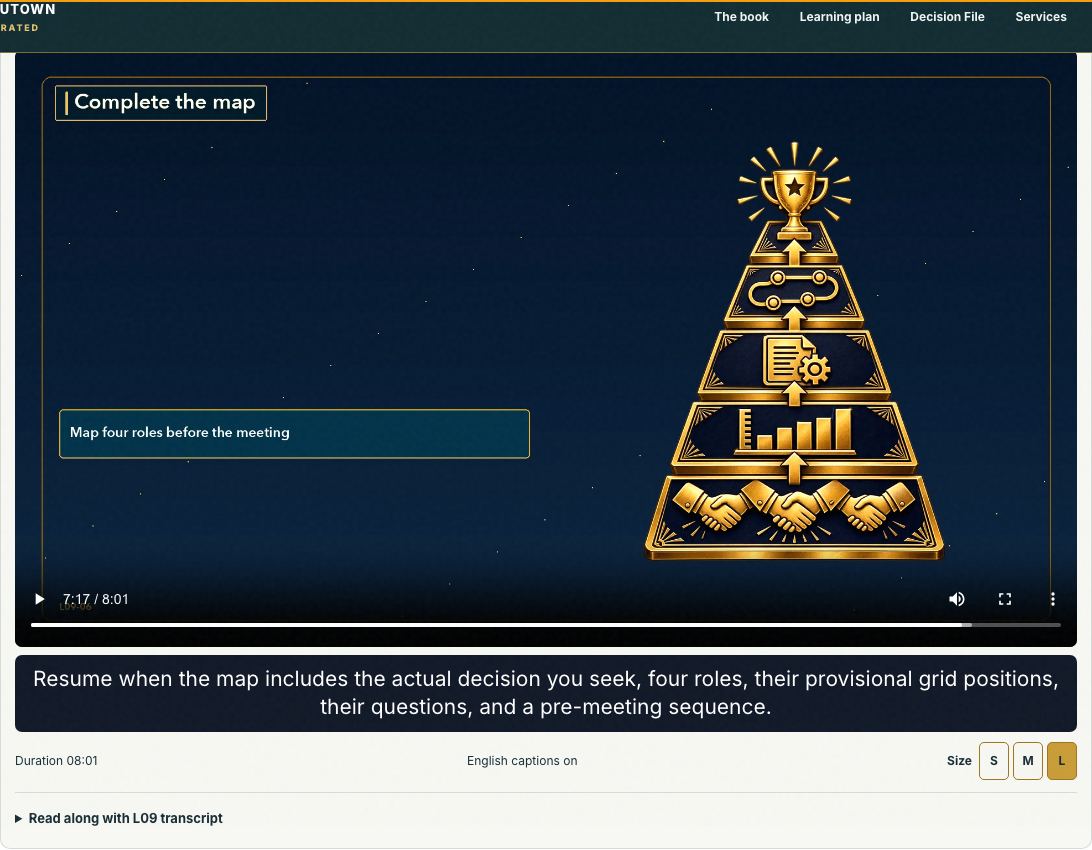 UTOWN
RATED
The book
Learning plan
Decision File
Services
Complete the map
Map four roles before the meeting
L09-06
7:17 / 8:01
Resume when the map includes the actual decision you seek, four roles, their provisional grid positions,
their questions, and a pre-meeting sequence.
Duration 08:01
English captions on
Size
S
M
L
Read along with L09 transcript